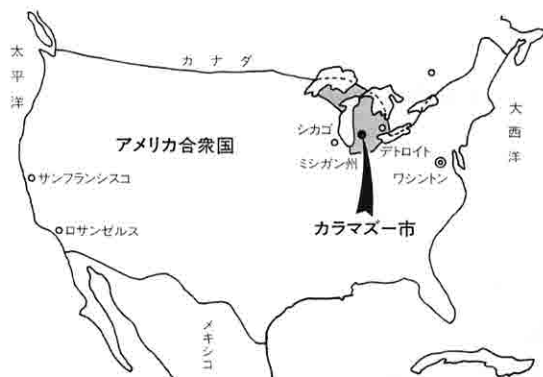 太平洋
カナダ
大西洋
シカゴ
アメリカ合衆国
デトロイト
ミシガン州
ワシントン
サンフランシスコ
カラマズー市
ロサンゼルス
メキシコ